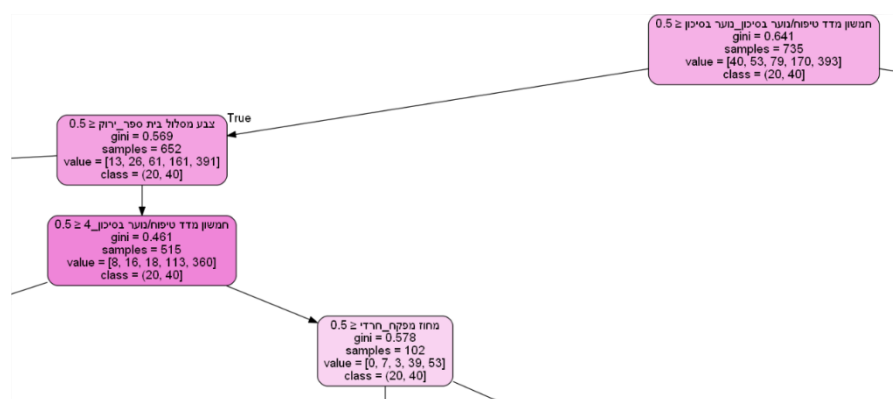 חמשון מדד טיפוח/נוער בסיכון_נוער בסיכון ≤ 0.5
gini = 0.641
samples = 735
value = [40, 53, 79, 170, 393]
class = (20, 40]
True
צבע מסלול בית ספר_ירוק ≤ 0.5
gini = 0.569
samples = 652
value = [13, 26, 61, 161, 391]
class = (20, 40]
חמשון מדד טיפוח/נוער בסיכון_4 ≤ 0.5
gini = 0.461
samples = 515
value = [8, 16, 18, 113, 360]
class = (20, 40]
מחוז מפקח_חרדי ≤ 0.5
gini = 0.578
samples = 102
value = [0, 7, 3, 39, 53]
class = (20, 40]